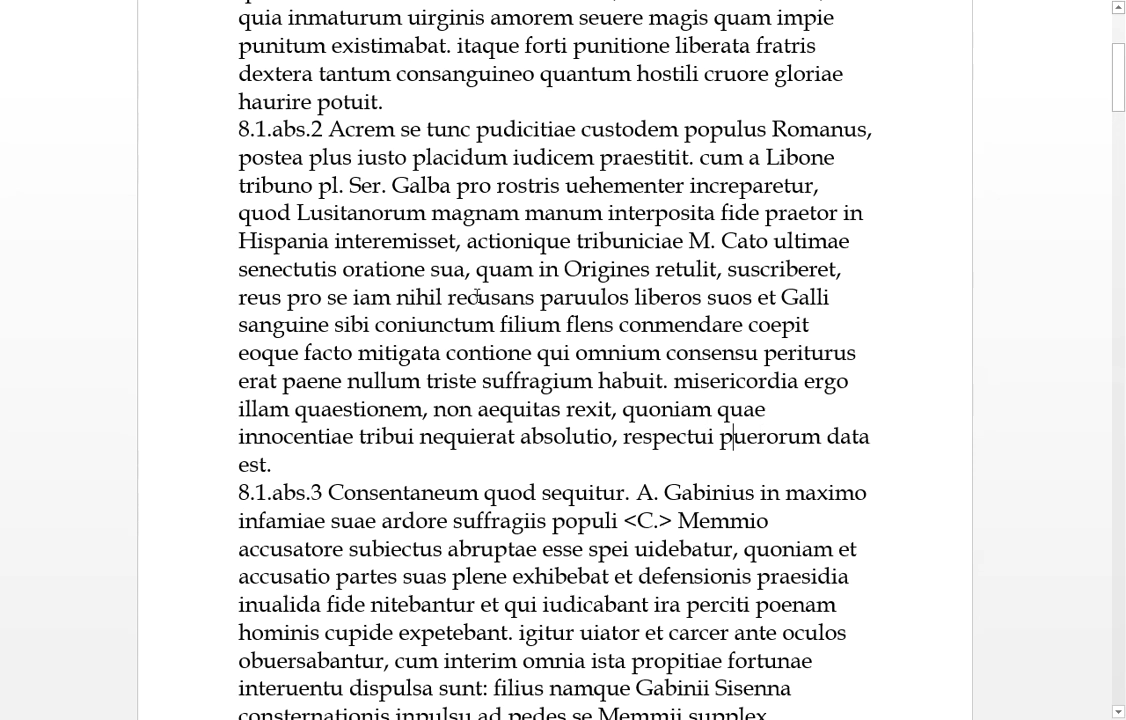 quia inmaturum uirginis amorem seuere magis quam impie
punitum existimabat. itaque forti punitione liberata fratris
dextera tantum consanguineo quantum hostili cruore gloriae
haurire potuit.
8.1.abs.2 Acrem se tunc pudicitiae custodem populus Romanus,
postea plus iusto placidum iudicem praestitit. cum a Libone
tribuno pl. Ser. Galba pro rostris uehementer increparetur,
quod Lusitanorum magnam manum interposita fide praetor in
Hispania interemisset, actionique tribuniciae M. Cato ultimae
senectutis oratione sua, quam in Origines retulit, suscriberet,
reus pro se iam nihil recusans paruulos liberos suos et Galli
sanguine sibi coniunctum filium flens conmendare coepit
eoque facto mitigata contione qui omnium consensu periturus
erat paene nullum triste suffragium habuit. misericordia ergo
illam quaestionem, non aequitas rexit, quoniam quae
innocentiae tribui nequierat absolutio, respectui puerorum data
est.
8.1.abs.3 Consentaneum quod sequitur. A. Gabinius in maximo
infamiae suae ardore suffragiis populi <C.> Memmio
accusatore subiectus abruptae esse spei uidebatur, quoniam et
accusatio partes suas plene exhibebat et defensionis praesidia
inualida fide nitebantur et qui iudicabant ira perciti poenam
hominis cupide expetebant. igitur uiator et carcer ante oculos
obuersabantur, cum interim omnia ista propitiae fortunae
interuentu dispulsa sunt: filius namque Gabinii Sisenna
consternationis inpulsu ad pedes se Memmii supplex